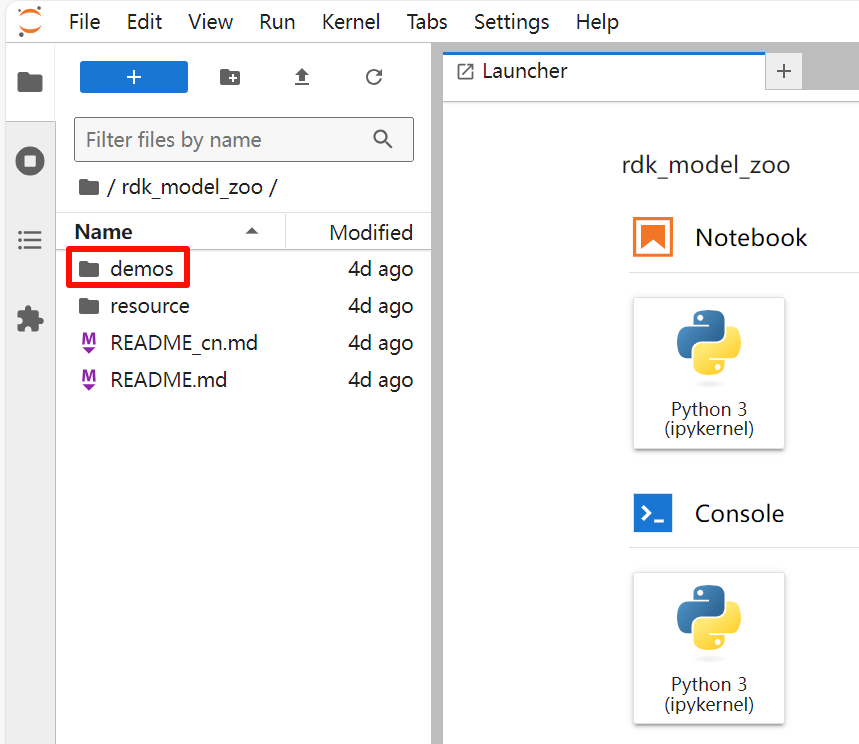 File Edit View Run Kernel Tabs Settings Help
+
Filter files by name
/ rdk_model_zoo /
Name Modified
demos 4d ago
resource 4d ago
README_cn.md 4d ago
README.md 4d ago
Launcher +
rdk_model_zoo
Notebook
Python 3
(ipykernel)
Console
Python 3
(ipykernel)